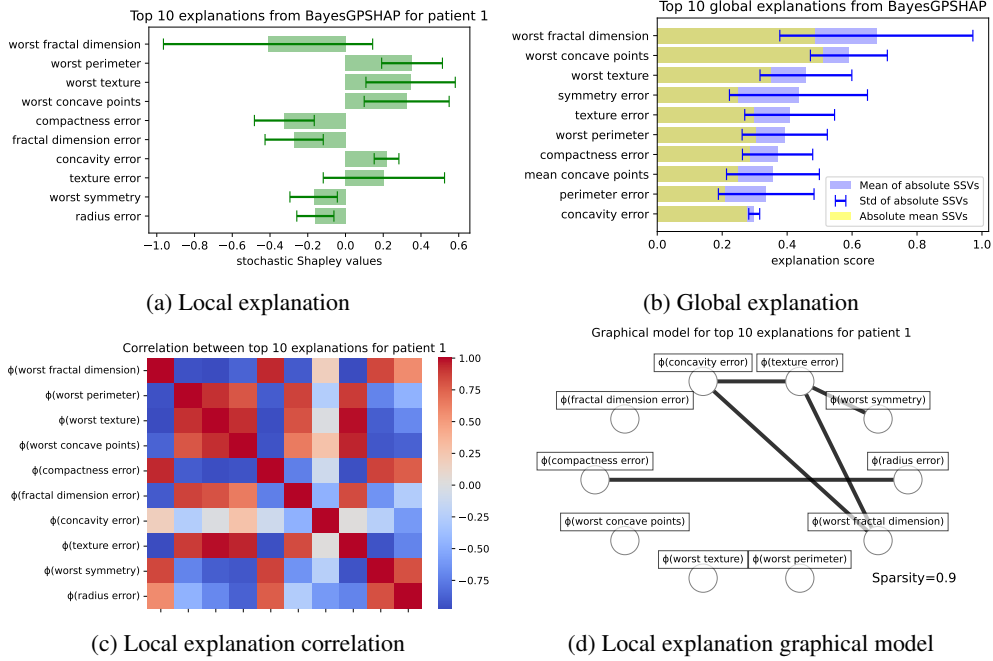 Top 10 explanations from BayesGPSHAP for patient 1
worst fractal dimension
worst perimeter
worst texture
worst concave points
compactness error
fractal dimension error
concavity error
texture error
worst symmetry
radius error
−1.0 −0.8 −0.6 −0.4 −0.2 0.0 0.2 0.4 0.6
stochastic Shapley values
(a) Local explanation
Top 10 global explanations from BayesGPSHAP
worst fractal dimension
worst concave points
worst texture
symmetry error
texture error
worst perimeter
compactness error
mean concave points
perimeter error
concavity error
Mean of absolute SSVs
Std of absolute SSVs
Absolute mean SSVs
0.0 0.2 0.4 0.6 0.8 1.0
explanation score
(b) Global explanation
Correlation between top 10 explanations for patient 1
ϕ(worst fractal dimension)
ϕ(worst perimeter)
ϕ(worst texture)
ϕ(worst concave points)
ϕ(compactness error)
ϕ(fractal dimension error)
ϕ(concavity error)
ϕ(texture error)
ϕ(worst symmetry)
ϕ(radius error)
1.00
0.75
0.50
0.25
0.00
−0.25
−0.50
−0.75
(c) Local explanation correlation
Graphical model for top 10 explanations for patient 1
ϕ(concavity error) ϕ(texture error)
ϕ(fractal dimension error) ϕ(worst symmetry)
ϕ(compactness error) ϕ(radius error)
ϕ(worst concave points) ϕ(worst fractal dimension)
ϕ(worst texture) ϕ(worst perimeter)
Sparsity=0.9
(d) Local explanation graphical model